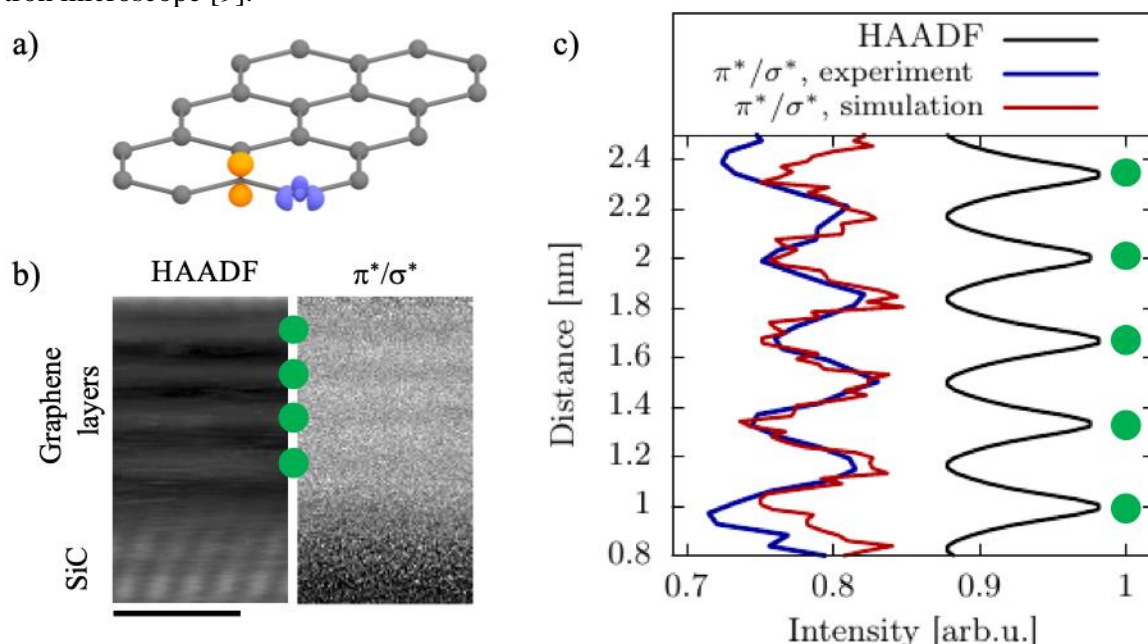 tron microscope [9].
a)
b)
HAADF
π*/σ*
Graphene
layers
SiC
c)
HAADF
π*/σ*, experiment
π*/σ*, simulation
Distance [nm]
2.4
2.2
2
1.8
1.6
1.4
1.2
1
0.8
0.7
0.8
0.9
1
Intensity [arb.u.]